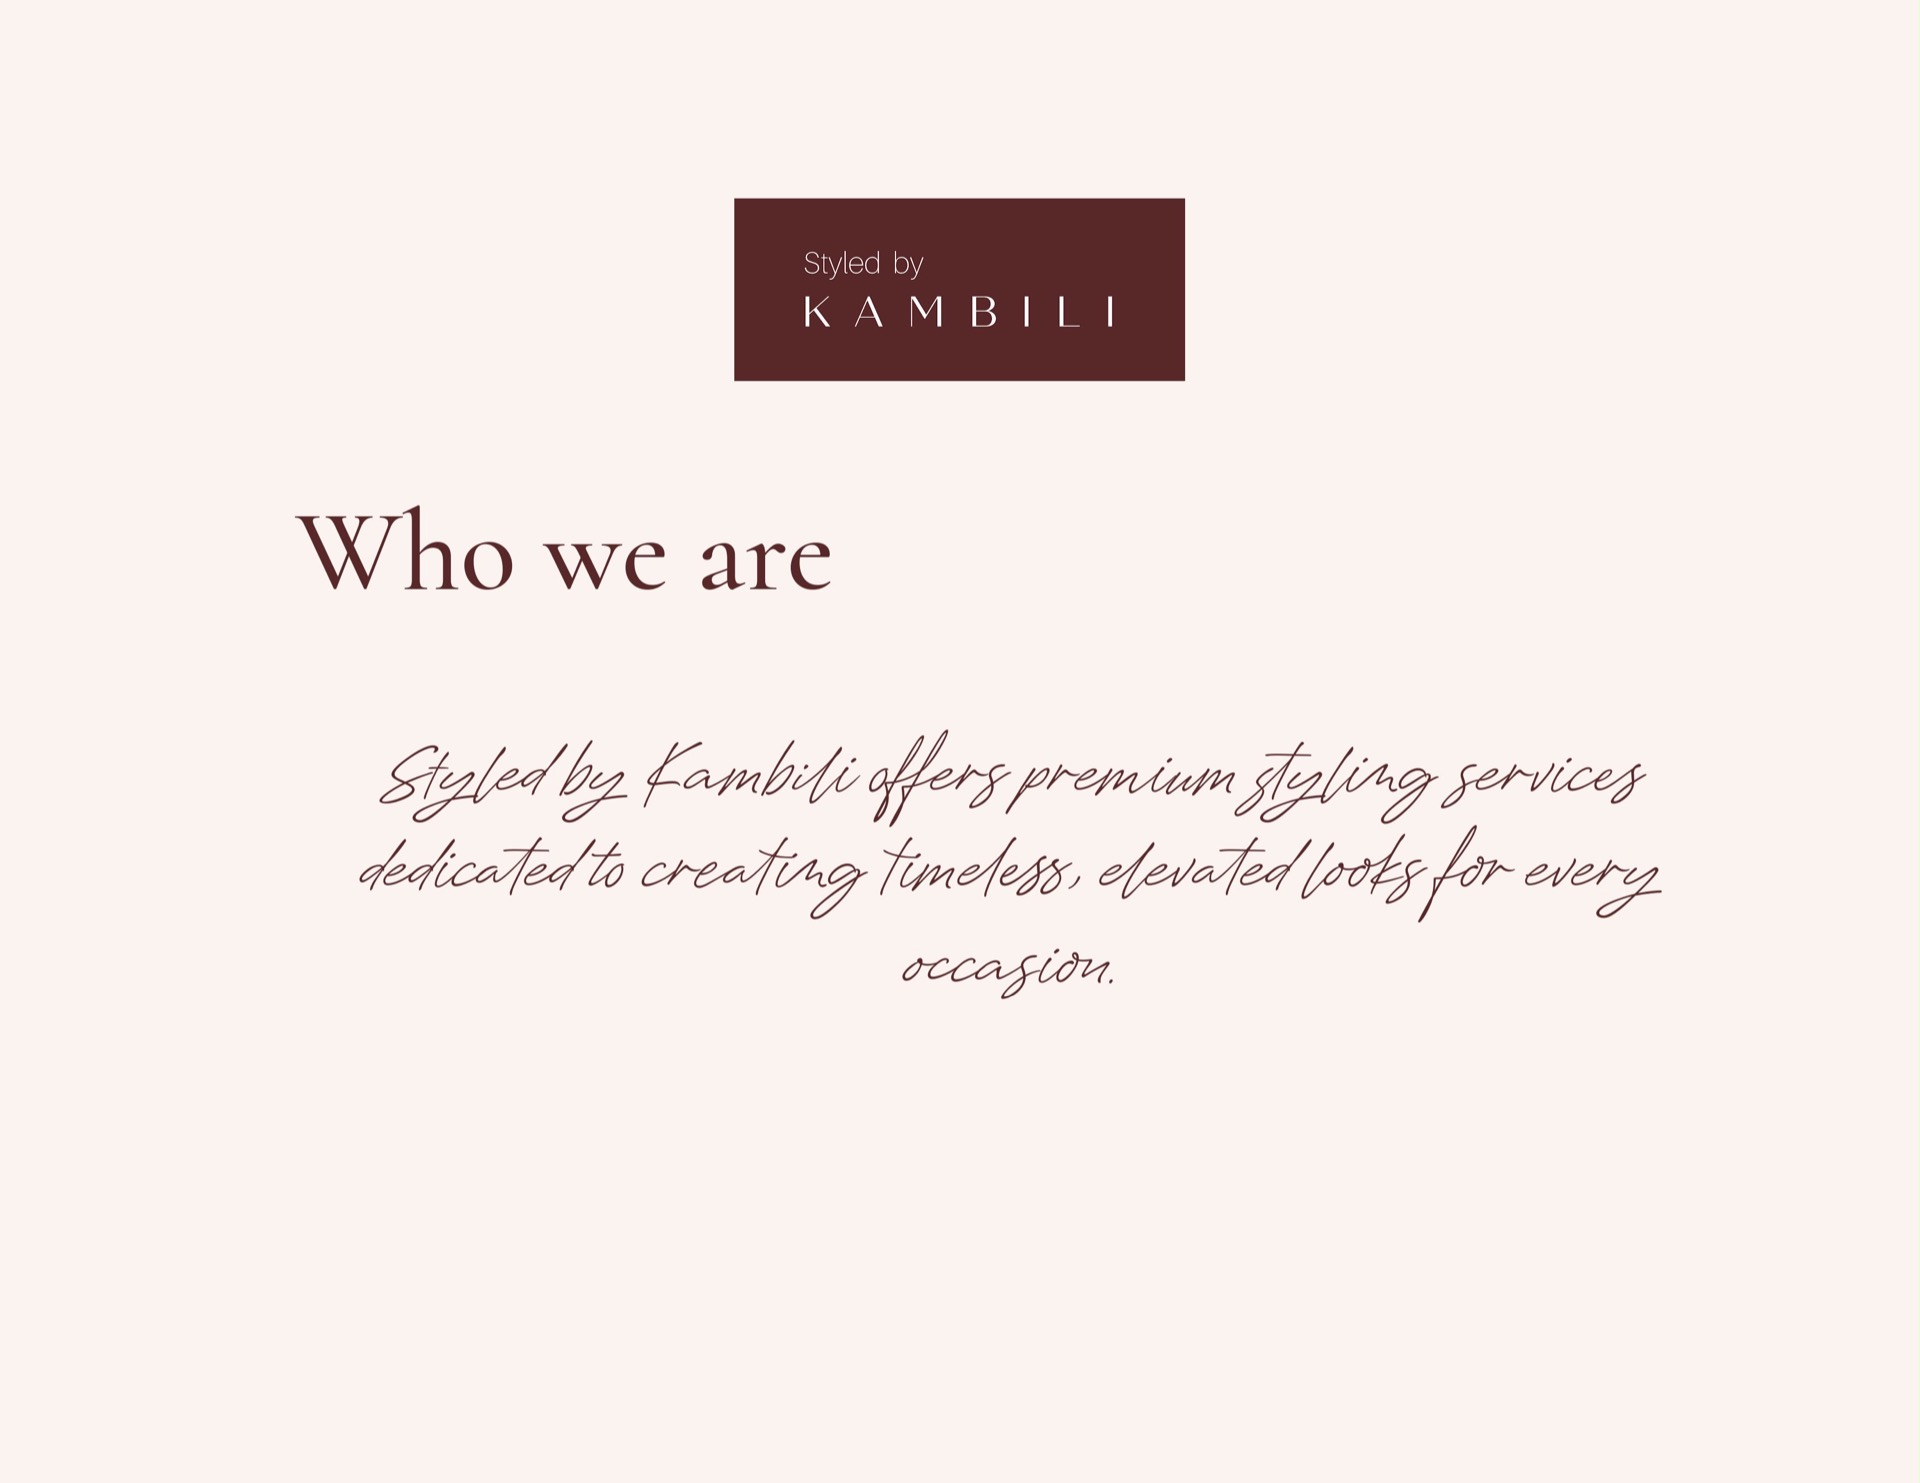 Styled by
KAMBILI
Who we are
Styled by Kambili offers premium styling services
dedicated to creating timeless, elevated looks for every
occasion.